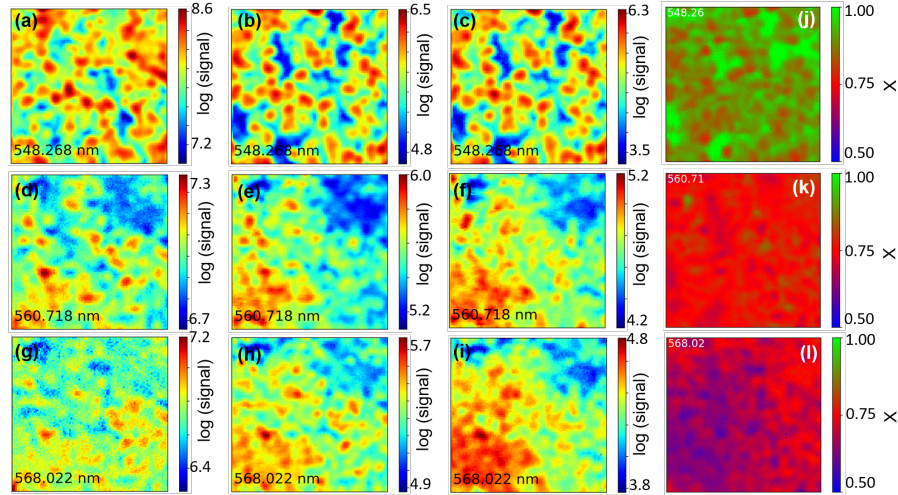 (a)
548.268 nm
8.6
log (signal)
7.2
(b)
548.268 nm
6.5
log (signal)
4.8
(c)
548.268 nm
6.3
log (signal)
3.5
548.26
(j)
1.00
0.75
X
0.50
(d)
560.718 nm
7.3
log (signal)
6.7
(e)
560.718 nm
6.0
log (signal)
5.2
(f)
560.718 nm
5.2
log (signal)
4.2
560.71
(k)
1.00
0.75
X
0.50
(g)
568.022 nm
7.2
log (signal)
6.4
(h)
568.022 nm
5.7
log (signal)
4.9
(i)
568.022 nm
4.8
log (signal)
3.8
568.02
(l)
1.00
0.75
X
0.50